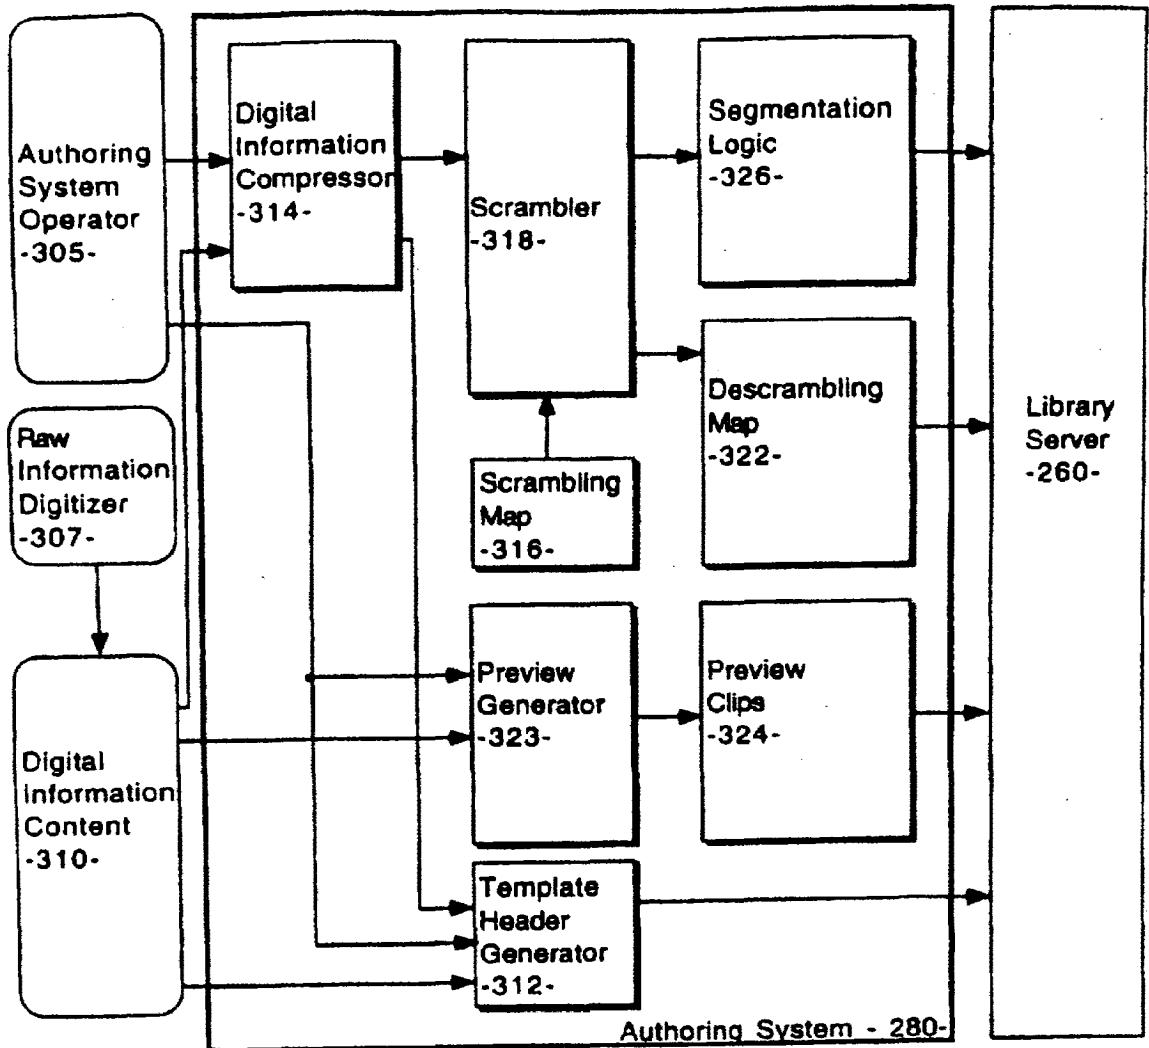 Authoring
System
Operator
-305-
Digital
Information
Compressor
-314-
Scrambler
-318-
Segmentation
Logic
-326-
Raw
Information
Digitizer
-307-
Scrambling
Map
-316-
Descrambling
Map
-322-
Library
Server
-260-
Digital
Information
Content
-310-
Preview
Generator
-323-
Preview
Clips
-324-
Template
Header
Generator
-312-
Authoring System - 280-